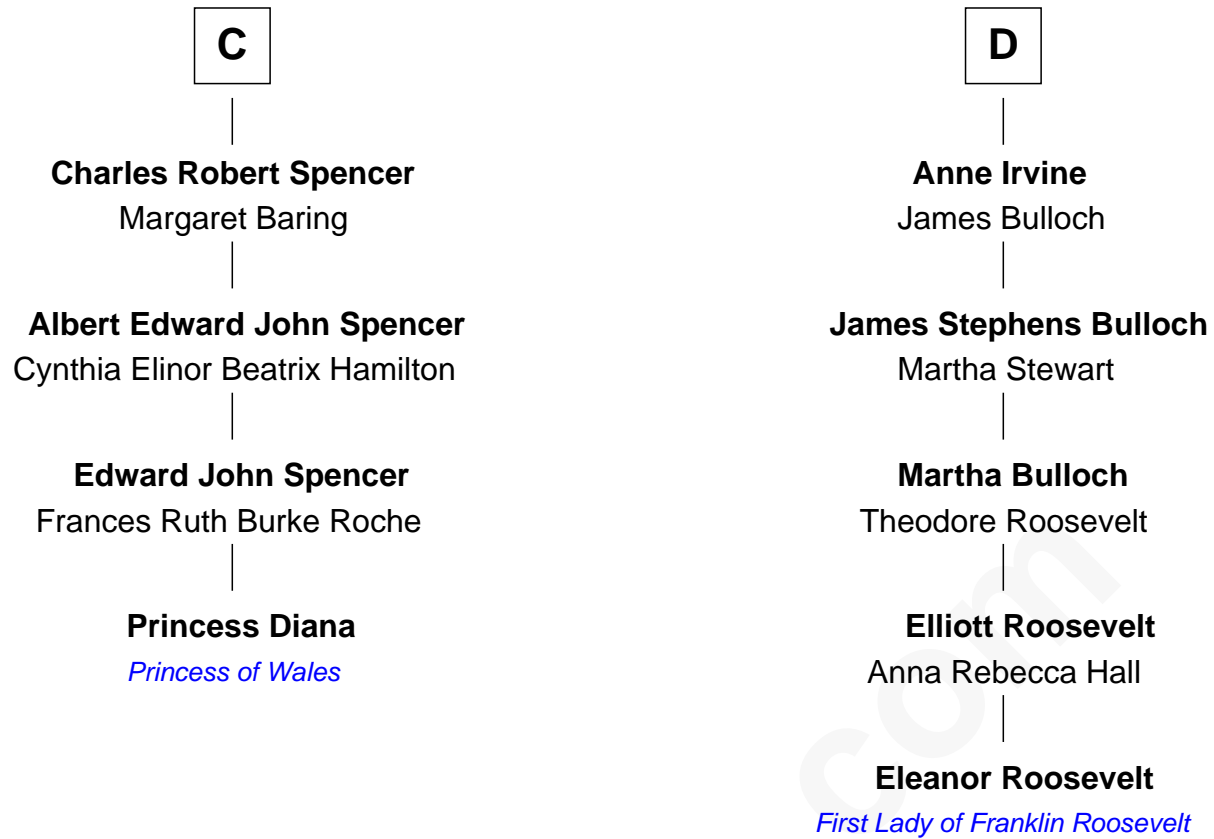 C
Charles Robert Spencer
Margaret Baring
Albert Edward John Spencer
Cynthia Elinor Beatrix Hamilton
Edward John Spencer
Frances Ruth Burke Roche
Princess Diana
Princess of Wales
D
Anne Irvine
James Bulloch
James Stephens Bulloch
Martha Stewart
Martha Bulloch
Theodore Roosevelt
Elliott Roosevelt
Anna Rebecca Hall
Eleanor Roosevelt
First Lady of Franklin Roosevelt
com